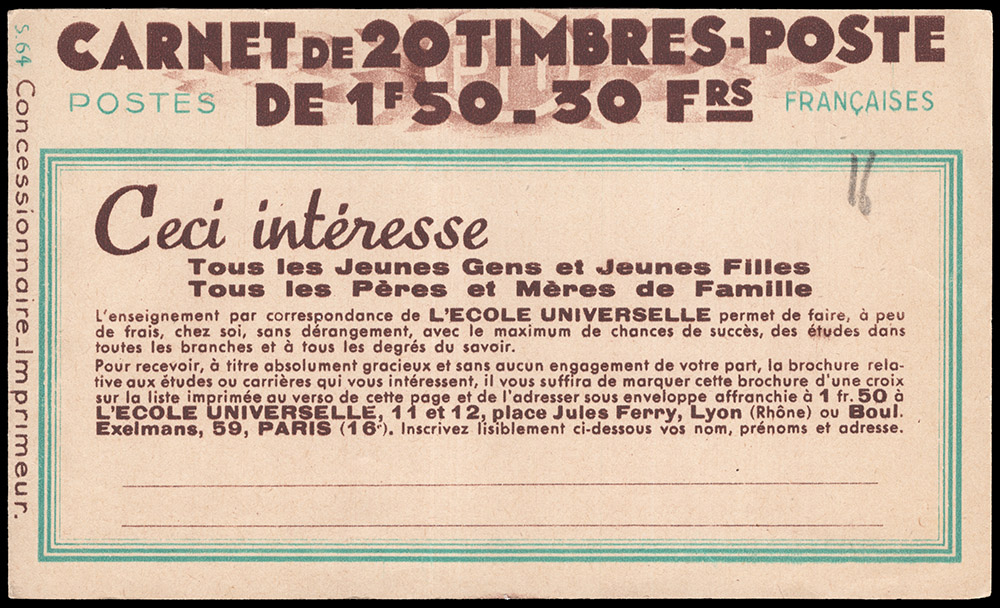 CARNET DE 20 TIMBRES-POSTE
POSTES DE 1F50 - 30 FRS FRANÇAISES
S. 64 Concessionnaire-Imprimeur.
16
Ceci intéresse
Tous les Jeunes Gens et Jeunes Filles
Tous les Pères et Mères de Famille
L'enseignement par correspondance de L'ECOLE UNIVERSELLE permet de faire, à peu
de frais, chez soi, sans dérangement, avec le maximum de chances de succès, des études dans
toutes les branches et à tous les degrés du savoir.
Pour recevoir, à titre absolument gracieux et sans aucun engagement de votre part, la brochure rela-
tive aux études ou carrières qui vous intéressent, il vous suffira de marquer cette brochure d'une croix
sur la liste imprimée au verso de cette page et de l'adresser sous enveloppe affranchie à 1 fr. 50 à
L'ECOLE UNIVERSELLE, 11 et 12, place Jules Ferry, Lyon (Rhône) ou Boul.
Exelmans, 59, PARIS (16e). Inscrivez lisiblement ci-dessous vos nom, prénoms et adresse.